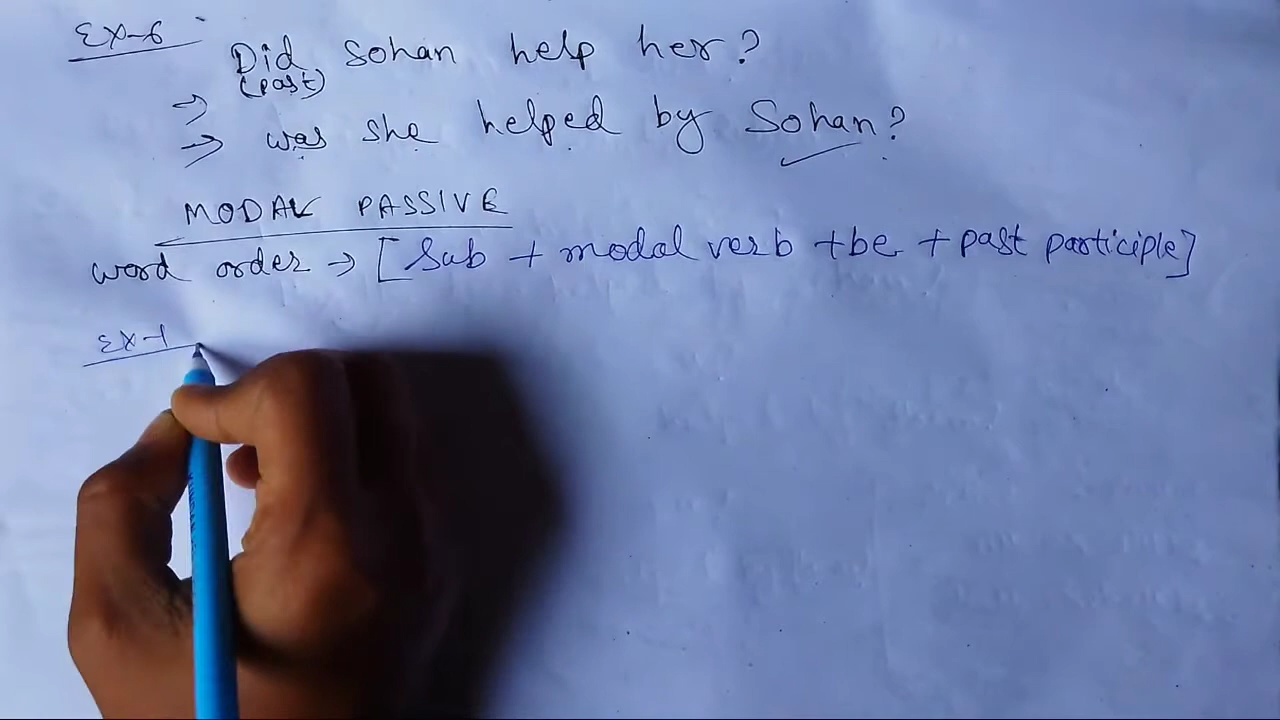 Ex-6
Did Sohan help her?
(past)
→
→ was she helped by Sohan?
MODAL PASSIVE
word order → [Sub + modal verb +be + past participle]
Ex-1